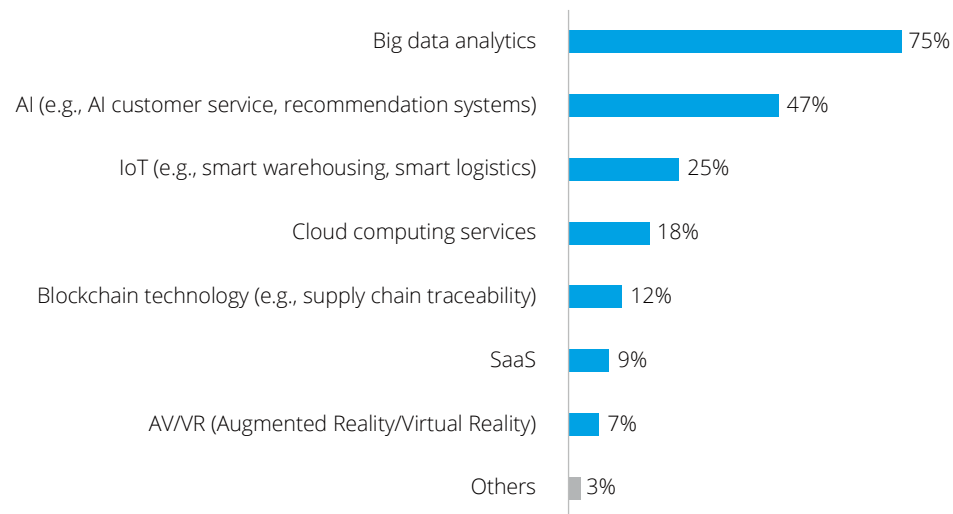 Big data analytics 75%
AI (e.g., AI customer service, recommendation systems) 47%
IoT (e.g., smart warehousing, smart logistics) 25%
Cloud computing services 18%
Blockchain technology (e.g., supply chain traceability) 12%
SaaS 9%
AV/VR (Augmented Reality/Virtual Reality) 7%
Others 3%